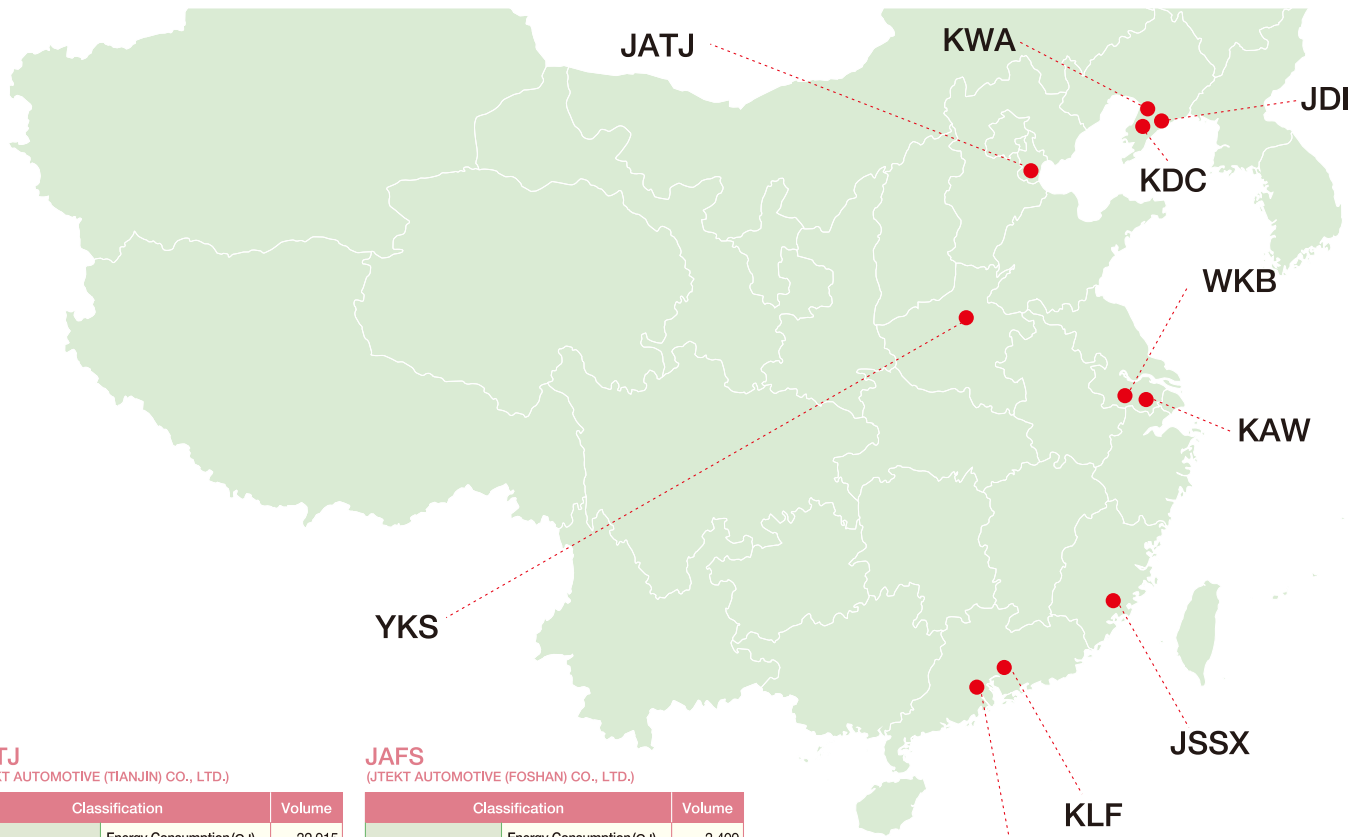 JATJ
KWA
JDI
KDC
WKB
KAW
YKS
JSSX
KLF
TJ
KT AUTOMOTIVE (TIANJIN) CO., LTD.)
Classification Volume
JAFS
(JTEKT AUTOMOTIVE (FOSHAN) CO., LTD.)
Classification Volume